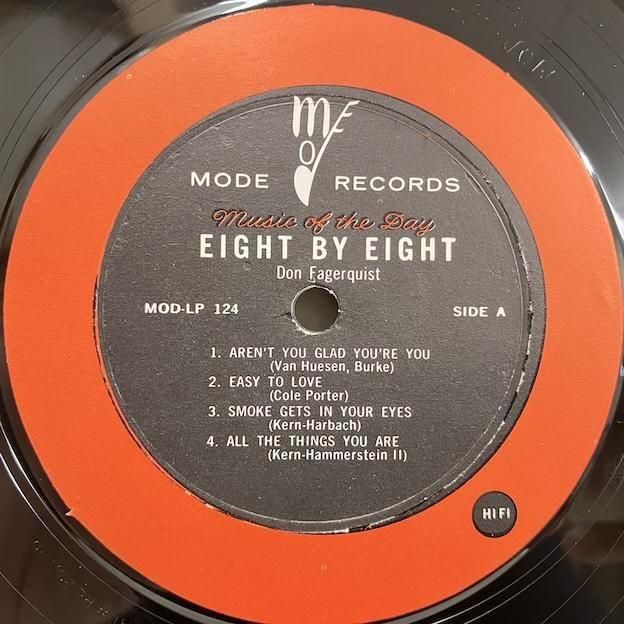 MODE
MODE RECORDS
Music of the Day
EIGHT BY EIGHT
Don Fagerquist
MOD-LP 124
SIDE A
1. AREN'T YOU GLAD YOU'RE YOU
(Van Huesen, Burke)
2. EASY TO LOVE
(Cole Porter)
3. SMOKE GETS IN YOUR EYES
(Kern-Harbach)
4. ALL THE THINGS YOU ARE
(Kern-Hammerstein II)
HIFI